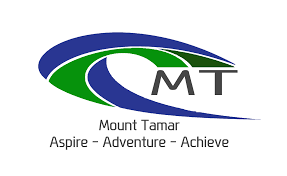 MT
Mount Tamar
Aspire - Adventure - Achieve